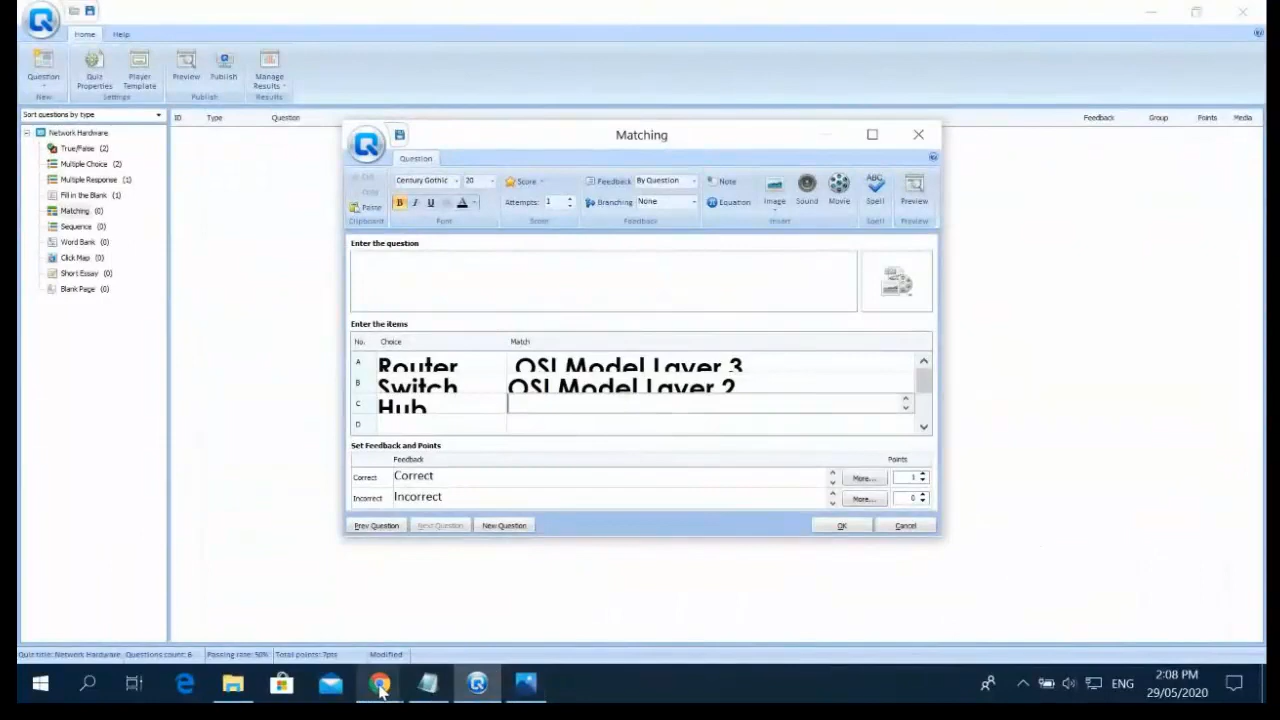 Home Help
Question
Quiz Properties
Player Template
Preview
Publish
Manage Results
New Settings Publish Results
Sort questions by type
ID Type Question Feedback Group Points Media
Network Hardware
True/False (2)
Multiple Choice (2)
Multiple Response (1)
Fill in the Blank (1)
Matching (0)
Sequence (0)
Word Bank (0)
Click Map (0)
Short Essay (0)
Blank Page (0)
Matching
Question
Cut
Copy
Paste
Clipboard
Century Gothic 20
B I U A
Font
Score
Attempts: 1
Score
Feedback By Question
Branching None
Feedback
Note
Equation
Image Sound Movie
Insert
ABC
Spell
Spell
Preview
Preview
Enter the question
Enter the items
No. Choice Match
A Router OSI Model Layer 3
B Switch OSI Model Layer 2
C Hub
D
Set Feedback and Points
Feedback Points
Correct Correct More... 1
Incorrect Incorrect More... 0
Prev Question Next Question New Question OK Cancel
Quiz title: Network Hardware Questions count: 6 Passing rate: 50% Total points: 7pts Modified
ENG
2:08 PM
29/05/2020